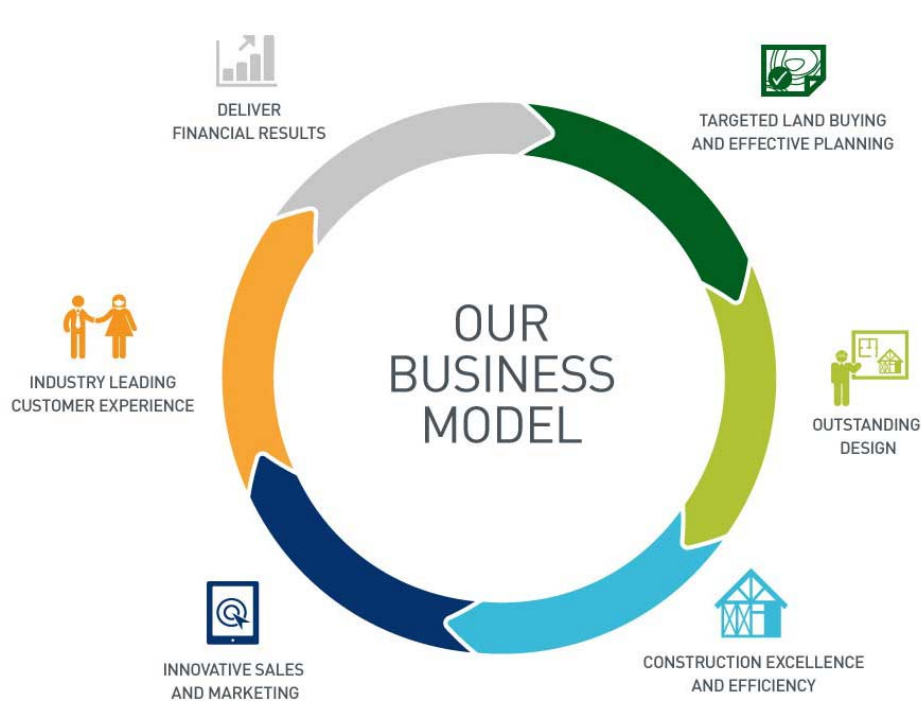 DELIVER
FINANCIAL RESULTS
TARGETED LAND BUYING
AND EFFECTIVE PLANNING
OUR
BUSINESS
MODEL
INDUSTRY LEADING
CUSTOMER EXPERIENCE
OUTSTANDING
DESIGN
INNOVATIVE SALES
AND MARKETING
CONSTRUCTION EXCELLENCE
AND EFFICIENCY